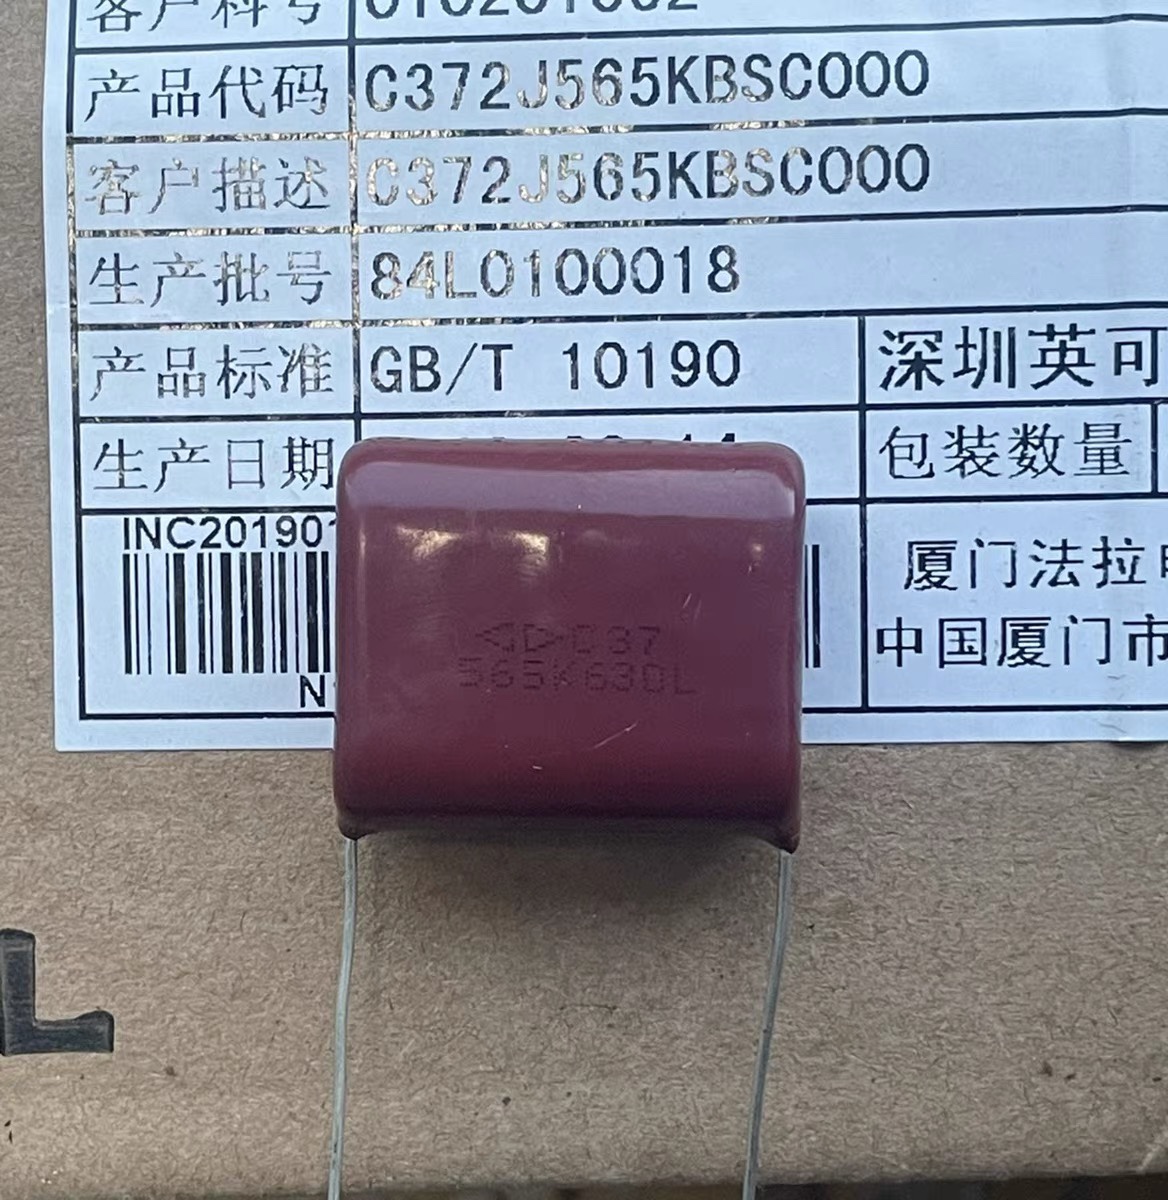 客户料号 010201002
产品代码 C372J565KBSC000
客户描述 C372J565KBSC000
生产批号 84L0100018
产品标准 GB/T 10190 深圳英可
生产日期 包装数量
INC201901
厦门法拉
中国厦门市
N
C37
565K630L
L